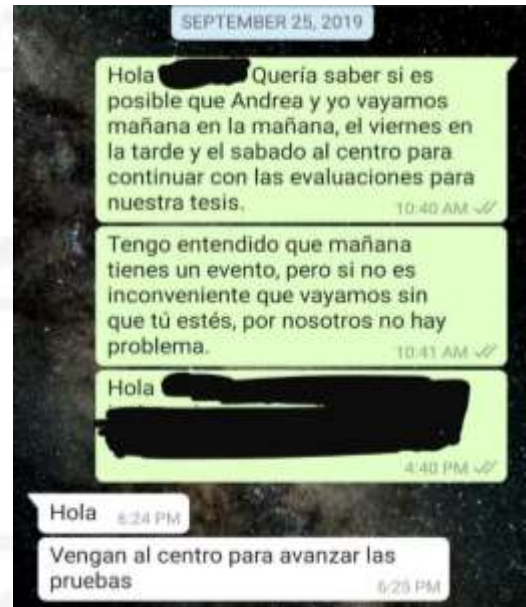 SEPTEMBER 25, 2019
Hola Quería saber si es
posible que Andrea y yo vayamos
mañana en la mañana, el viernes en
la tarde y el sabado al centro para
continuar con las evaluaciones para
nuestra tesis.
10:40 AM
Tengo entendido que mañana
tienes un evento, pero si no es
inconveniente que vayamos sin
que tú estés, por nosotros no hay
problema.
10:41 AM
Hola
4:40 PM
Hola
6:24 PM
Vengan al centro para avanzar las
pruebas
6:25 PM